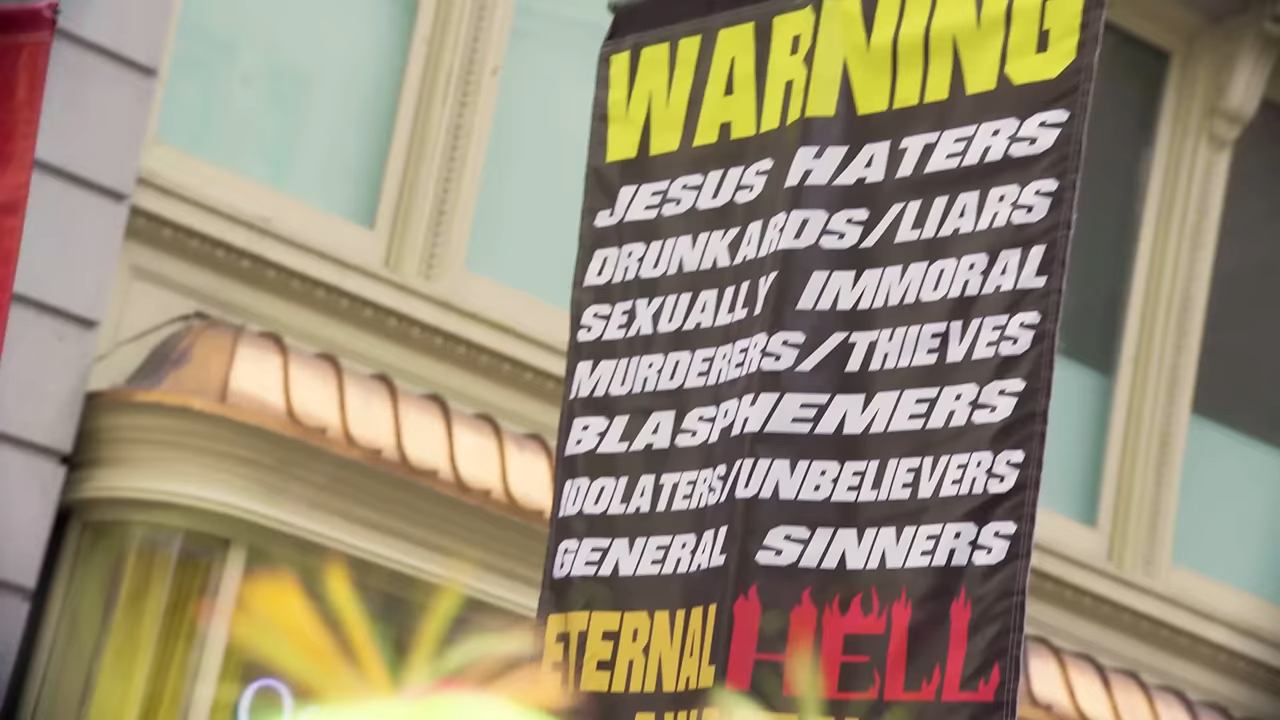 WARNING
JESUS HATERS
DRUNKARDS/LIARS
SEXUALLY IMMORAL
MURDERERS/THIEVES
BLASPHEMERS
IDOLATERS/UNBELIEVERS
GENERAL SINNERS
ETERNAL HELL